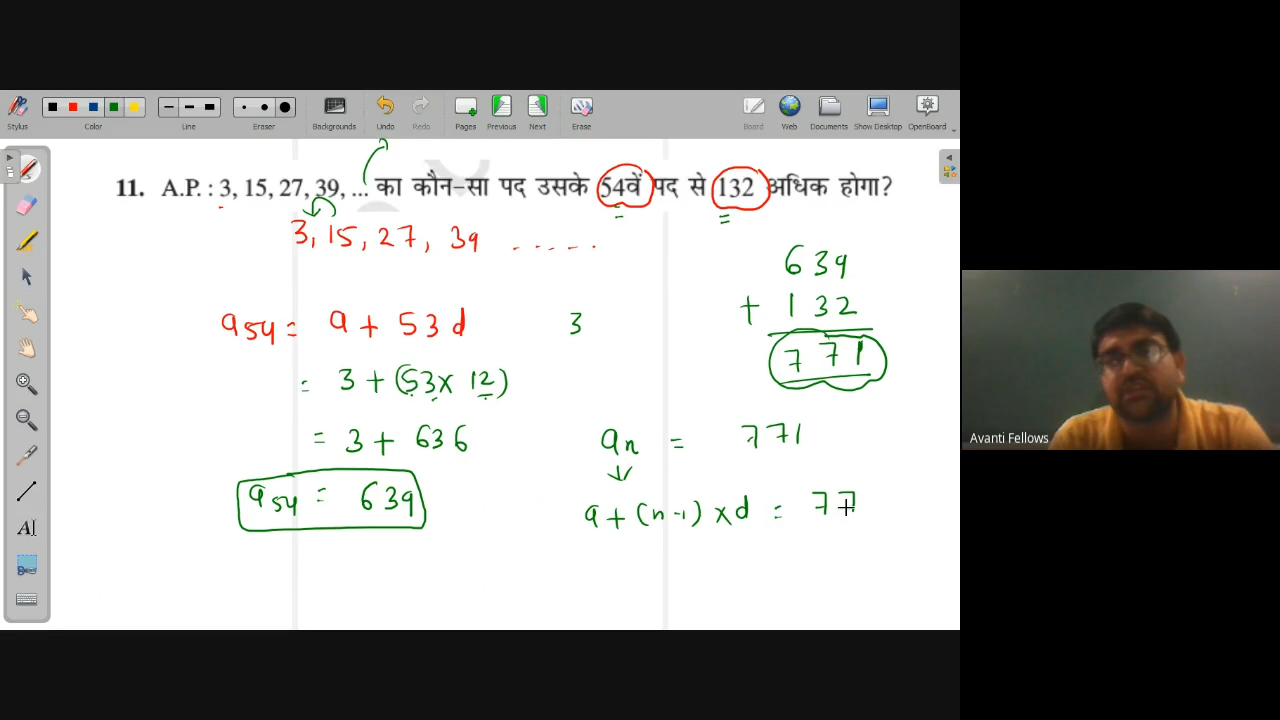 Stylus
Color
Line
Eraser
Backgrounds
Undo
Redo
Pages
Previous
Next
Erase
Board
Web
Documents
Show Desktop
OpenBoard
11. A.P. : 3, 15, 27, 39, ... का कौन-सा पद उसके 54वें पद से 132 अधिक होगा?
3, 15, 27, 39 ......
639
+ 132
771
a54 = a + 53d
3
= 3 + (53 x 12)
= 3 + 636
a54 = 639
an = 771
a + (n-1) x d = 77
Avanti Fellows